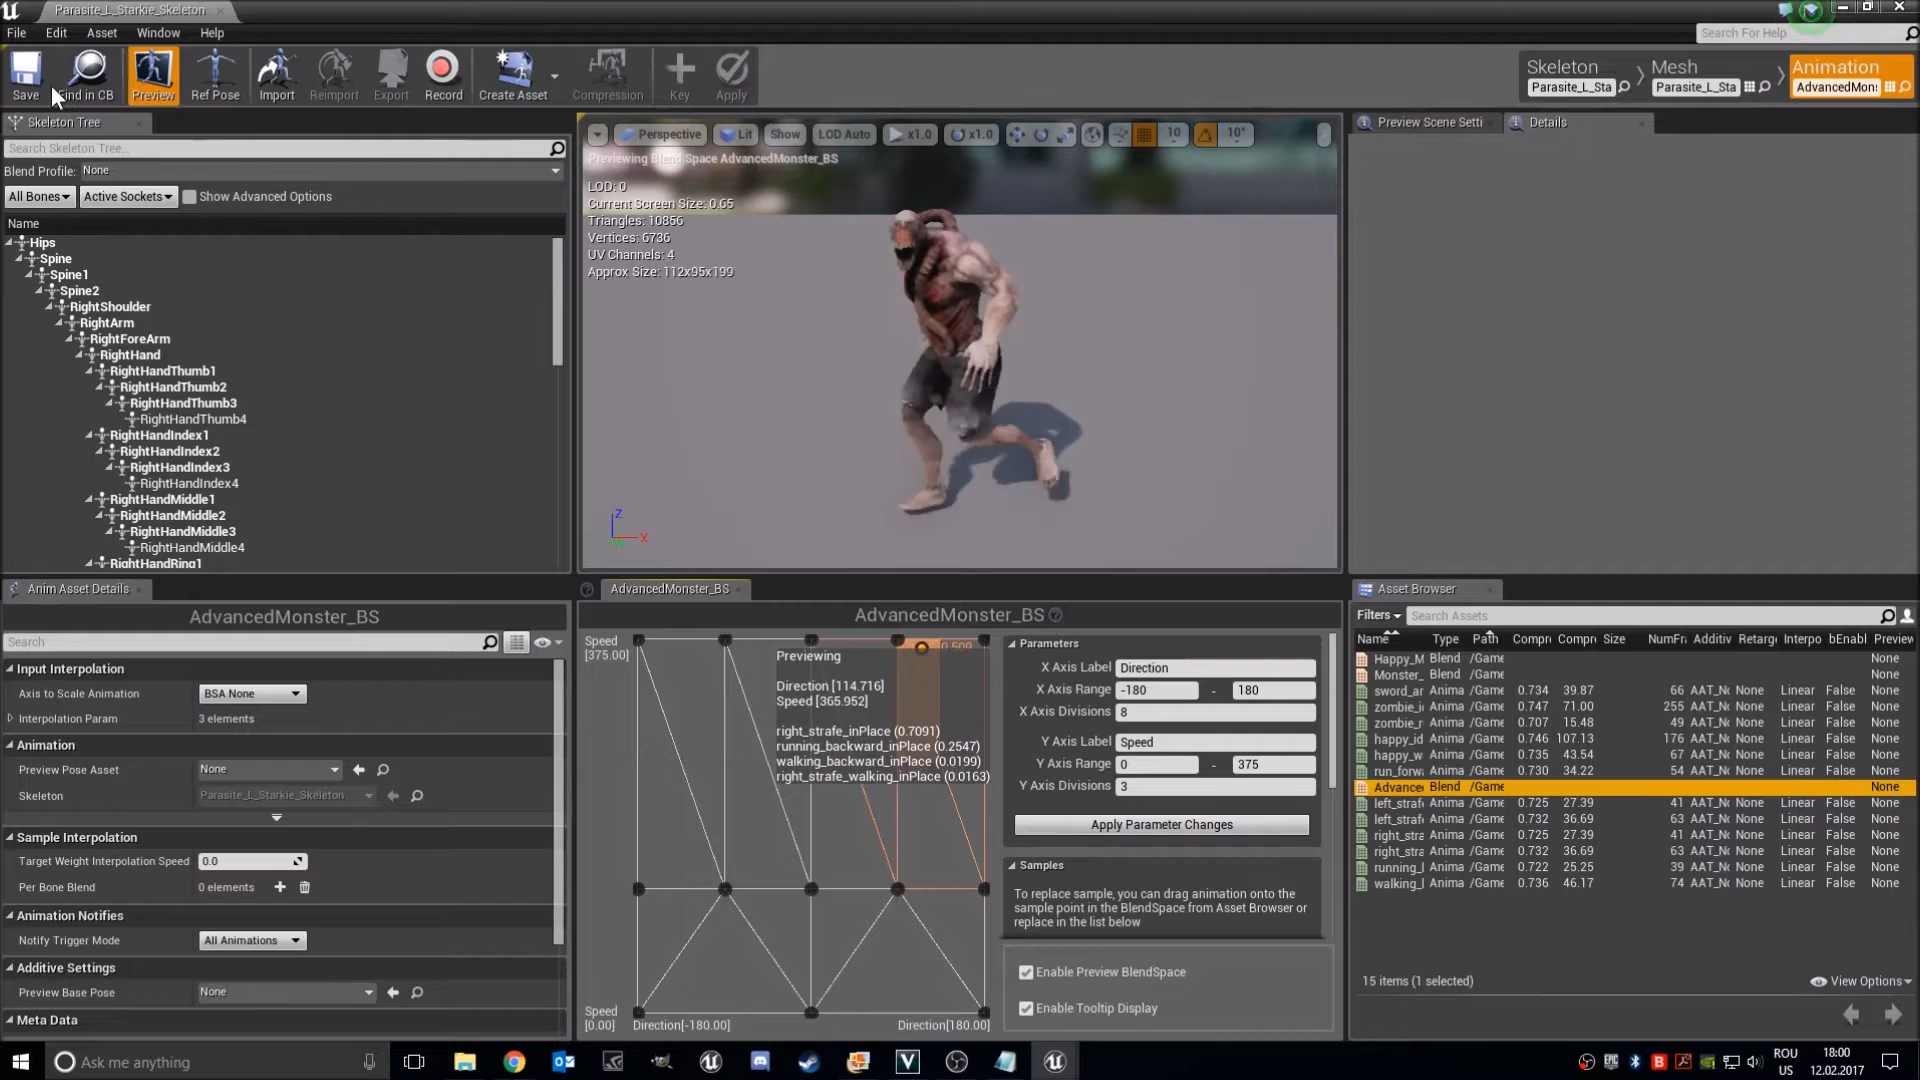 Parasite_L_Starkie_Skeleton
File Edit Asset Window Help
Search For Help
Save Find in CB Preview Ref Pose Import Reimport Export Record Create Asset Compression Key Apply
Skeleton Mesh Animation
Parasite_L_Sta Parasite_L_Sta AdvancedMon
Skeleton Tree
Search Skeleton Tree...
Blend Profile: None
All Bones Active Sockets Show Advanced Options
Name
Hips
Spine
Spine1
Spine2
RightShoulder
RightArm
RightForeArm
RightHand
RightHandThumb1
RightHandThumb2
RightHandThumb3
RightHandThumb4
RightHandIndex1
RightHandIndex2
RightHandIndex3
RightHandIndex4
RightHandMiddle1
RightHandMiddle2
RightHandMiddle3
RightHandMiddle4
RightHandRing1
Perspective Lit Show LOD Auto x1.0 x1.0 10 10°
Previewing Blend Space AdvancedMonster_BS
LOD: 0
Current Screen Size: 0.65
Triangles: 10856
Vertices: 6736
UV Channels: 4
Approx Size: 112x95x199
Z
X
Preview Scene Setti Details
Anim Asset Details
AdvancedMonster_BS
Search
Input Interpolation
Axis to Scale Animation BSA None
Interpolation Param 3 elements
Animation
Preview Pose Asset None
Skeleton Parasite_L_Starkie_Skeleton
Sample Interpolation
Target Weight Interpolation Speed 0.0
Per Bone Blend 0 elements
Animation Notifies
Notify Trigger Mode All Animations
Additive Settings
Preview Base Pose None
Meta Data
AdvancedMonster_BS
AdvancedMonster_BS
Speed
[375.00]
0.509
Previewing
Direction [114.716]
Speed [365.952]
right_strafe_inPlace (0.7091)
running_backward_inPlace (0.2547)
walking_backward_inPlace (0.0199)
right_strafe_walking_inPlace (0.0163)
Speed
[0.00]
Direction[-180.00] Direction[180.00]
Parameters
X Axis Label Direction
X Axis Range -180 - 180
X Axis Divisions 8
Y Axis Label Speed
Y Axis Range 0 - 375
Y Axis Divisions 3
Apply Parameter Changes
Samples
To replace sample, you can drag animation onto the
sample point in the BlendSpace from Asset Browser or
replace in the list below
Enable Preview BlendSpace
Enable Tooltip Display
Asset Browser
Filters Search Assets
Name Type Path Compre Compre Size NumFra Additiv Retarge Interpo bEnabl Preview
Happy_M Blend /Game None
Monster_ Blend /Game None
sword_ar Anima /Game 0.734 39.87 66 AAT_No None Linear False None
zombie_i Anima /Game 0.747 71.00 255 AAT_No None Linear False None
zombie_r Anima /Game 0.707 15.48 49 AAT_No None Linear False None
happy_id Anima /Game 0.746 107.13 176 AAT_No None Linear False None
happy_w Anima /Game 0.735 43.54 67 AAT_No None Linear False None
run_forwa Anima /Game 0.730 34.22 54 AAT_No None Linear False None
Advance Blend /Game None
left_strafe Anima /Game 0.725 27.39 41 AAT_No None Linear False None
left_strafe Anima /Game 0.732 36.69 63 AAT_No None Linear False None
right_stra Anima /Game 0.725 27.39 41 AAT_No None Linear False None
right_stra Anima /Game 0.732 36.69 63 AAT_No None Linear False None
running_l Anima /Game 0.722 25.25 39 AAT_No None Linear False None
walking_l Anima /Game 0.736 46.17 74 AAT_No None Linear False None
15 items (1 selected) View Options
Ask me anything
ROU
US
18:00
12.02.2017